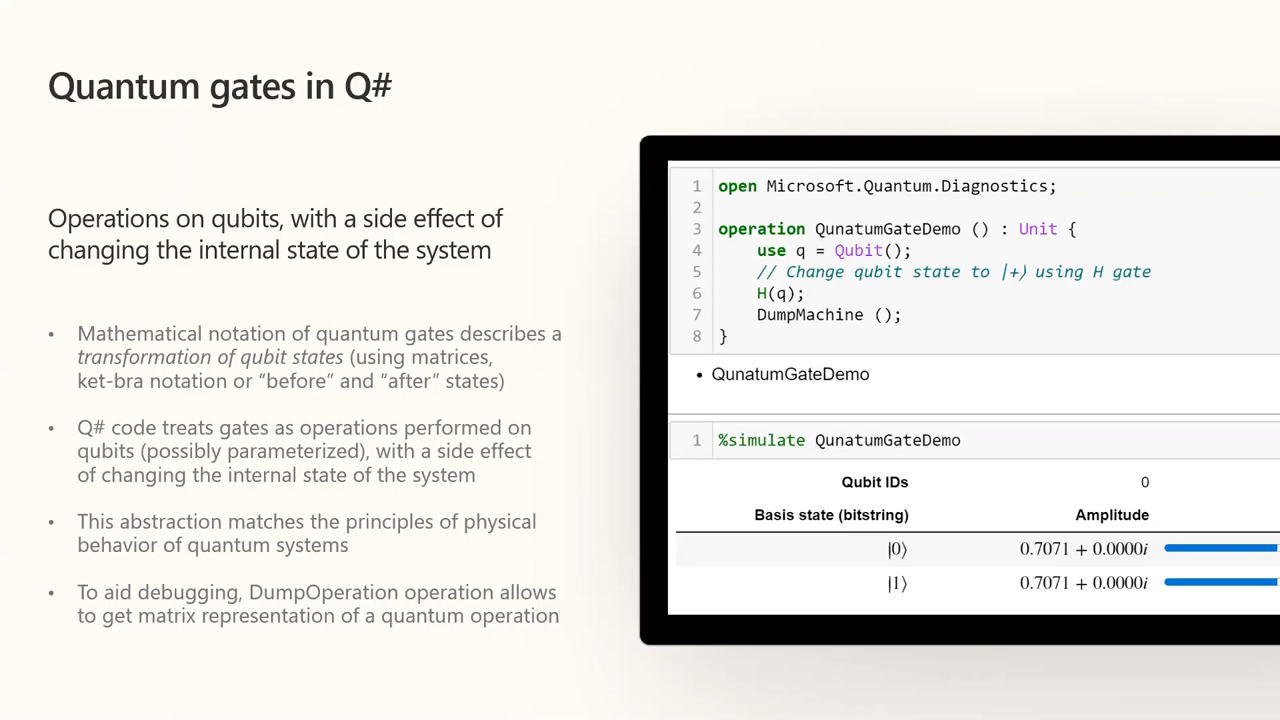 Quantum gates in Q#
Operations on qubits, with a side effect of
changing the internal state of the system
• Mathematical notation of quantum gates describes a
transformation of qubit states (using matrices,
ket-bra notation or “before” and “after” states)
• Q# code treats gates as operations performed on
qubits (possibly parameterized), with a side effect
of changing the internal state of the system
• This abstraction matches the principles of physical
behavior of quantum systems
• To aid debugging, DumpOperation operation allows
to get matrix representation of a quantum operation
1 open Microsoft.Quantum.Diagnostics;
2
3 operation QunatumGateDemo () : Unit {
4 use q = Qubit();
5 // Change qubit state to |+⟩ using H gate
6 H(q);
7 DumpMachine ();
8 }
• QunatumGateDemo
1 %simulate QunatumGateDemo
Qubit IDs 0
Basis state (bitstring) Amplitude
|0⟩ 0.7071 + 0.0000i
|1⟩ 0.7071 + 0.0000i